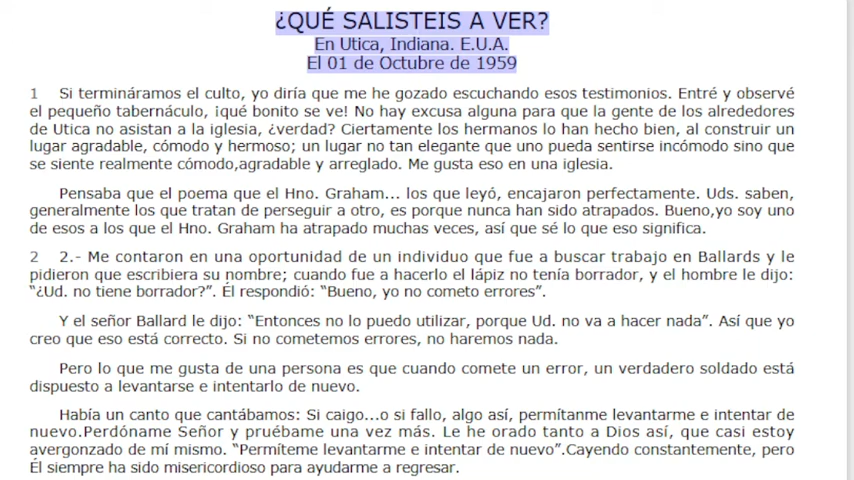 ¿QUÉ SALISTEIS A VER?
En Utica, Indiana. E.U.A.
El 01 de Octubre de 1959
1 Si termináramos el culto, yo diría que me he gozado escuchando esos testimonios. Entré y observé
el pequeño tabernáculo, ¡qué bonito se ve! No hay excusa alguna para que la gente de los alrededores
de Utica no asistan a la iglesia, ¿verdad? Ciertamente los hermanos lo han hecho bien, al construir un
lugar agradable, cómodo y hermoso; un lugar no tan elegante que uno pueda sentirse incómodo sino que
se siente realmente cómodo,agradable y arreglado. Me gusta eso en una iglesia.
Pensaba que el poema que el Hno. Graham... los que leyó, encajaron perfectamente. Uds. saben,
generalmente los que tratan de perseguir a otro, es porque nunca han sido atrapados. Bueno,yo soy uno
de esos a los que el Hno. Graham ha atrapado muchas veces, así que sé lo que eso significa.
2 2.- Me contaron en una oportunidad de un individuo que fue a buscar trabajo en Ballards y le
pidieron que escribiera su nombre; cuando fue a hacerlo el lápiz no tenía borrador, y el hombre le dijo:
“¿Ud. no tiene borrador?”. Él respondió: “Bueno, yo no cometo errores”.
Y el señor Ballard le dijo: “Entonces no lo puedo utilizar, porque Ud. no va a hacer nada”. Así que yo
creo que eso está correcto. Si no cometemos errores, no haremos nada.
Pero lo que me gusta de una persona es que cuando comete un error, un verdadero soldado está
dispuesto a levantarse e intentarlo de nuevo.
Había un canto que cantábamos: Si caigo...o si fallo, algo así, permítanme levantarme e intentar de
nuevo.Perdóname Señor y pruébame una vez más. Le he orado tanto a Dios así, que casi estoy
avergonzado de mí mismo. “Permíteme levantarme e intentar de nuevo”.Cayendo constantemente, pero
Él siempre ha sido misericordioso para ayudarme a regresar.